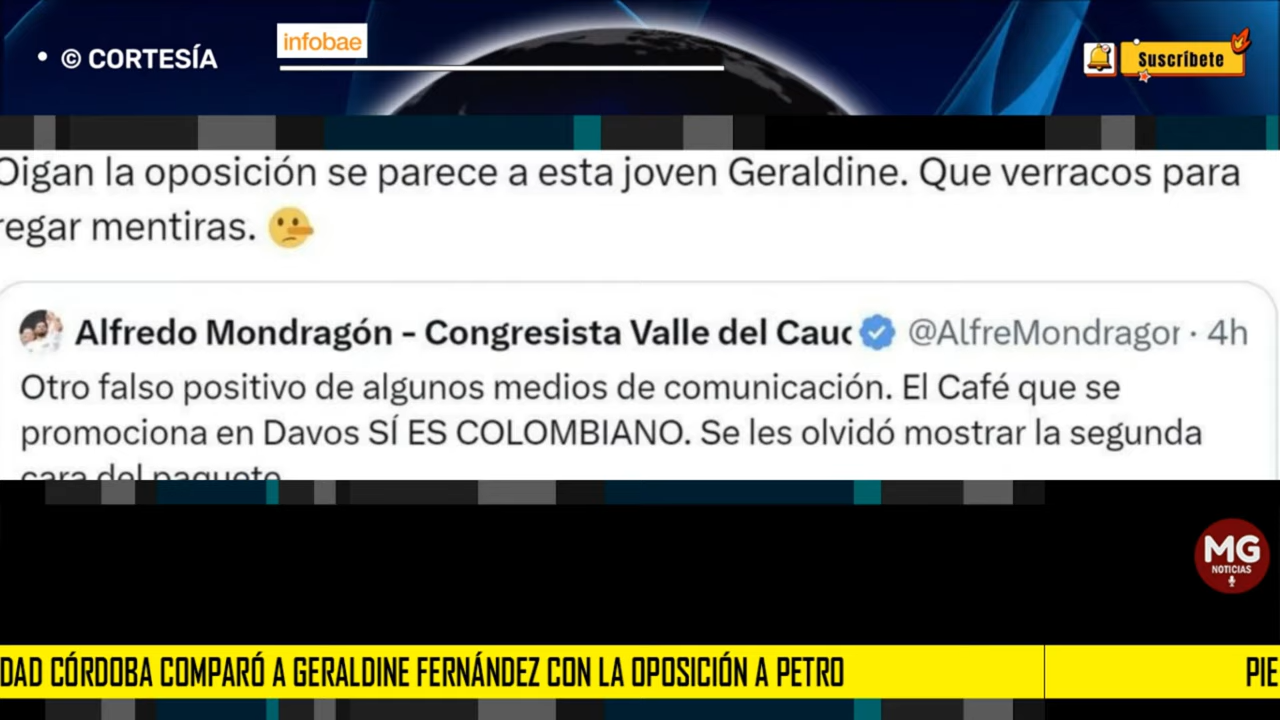 • © CORTESÍA
infobae
Suscríbete
Oigan la oposición se parece a esta joven Geraldine. Que verracos para
regar mentiras. 🤥
Alfredo Mondragón - Congresista Valle del Cauc @AlfreMondragor · 4h
Otro falso positivo de algunos medios de comunicación. El Café que se
promociona en Davos SÍ ES COLOMBIANO. Se les olvidó mostrar la segunda
cara del paquete
MG
NOTICIAS
DAD CÓRDOBA COMPARÓ A GERALDINE FERNÁNDEZ CON LA OPOSICIÓN A PETRO
PIE